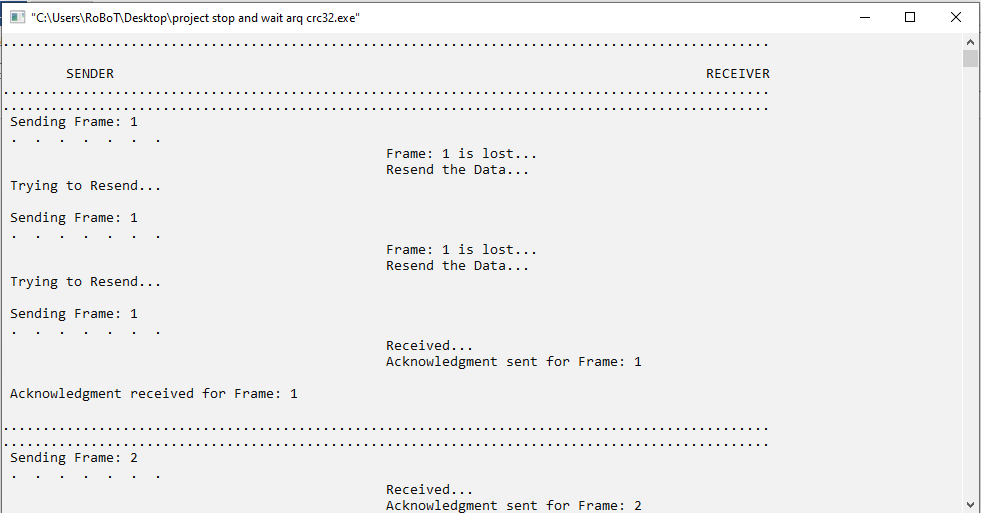 "C:\Users\RoBoT\Desktop\project stop and wait arq crc32.exe"
................................................................................................
SENDER RECEIVER
................................................................................................
................................................................................................
Sending Frame: 1
. . . . . . .
Frame: 1 is lost...
Resend the Data...
Trying to Resend...
Sending Frame: 1
. . . . . . .
Frame: 1 is lost...
Resend the Data...
Trying to Resend...
Sending Frame: 1
. . . . . . .
Received...
Acknowledgment sent for Frame: 1
Acknowledgment received for Frame: 1
................................................................................................
................................................................................................
Sending Frame: 2
. . . . . . .
Received...
Acknowledgment sent for Frame: 2